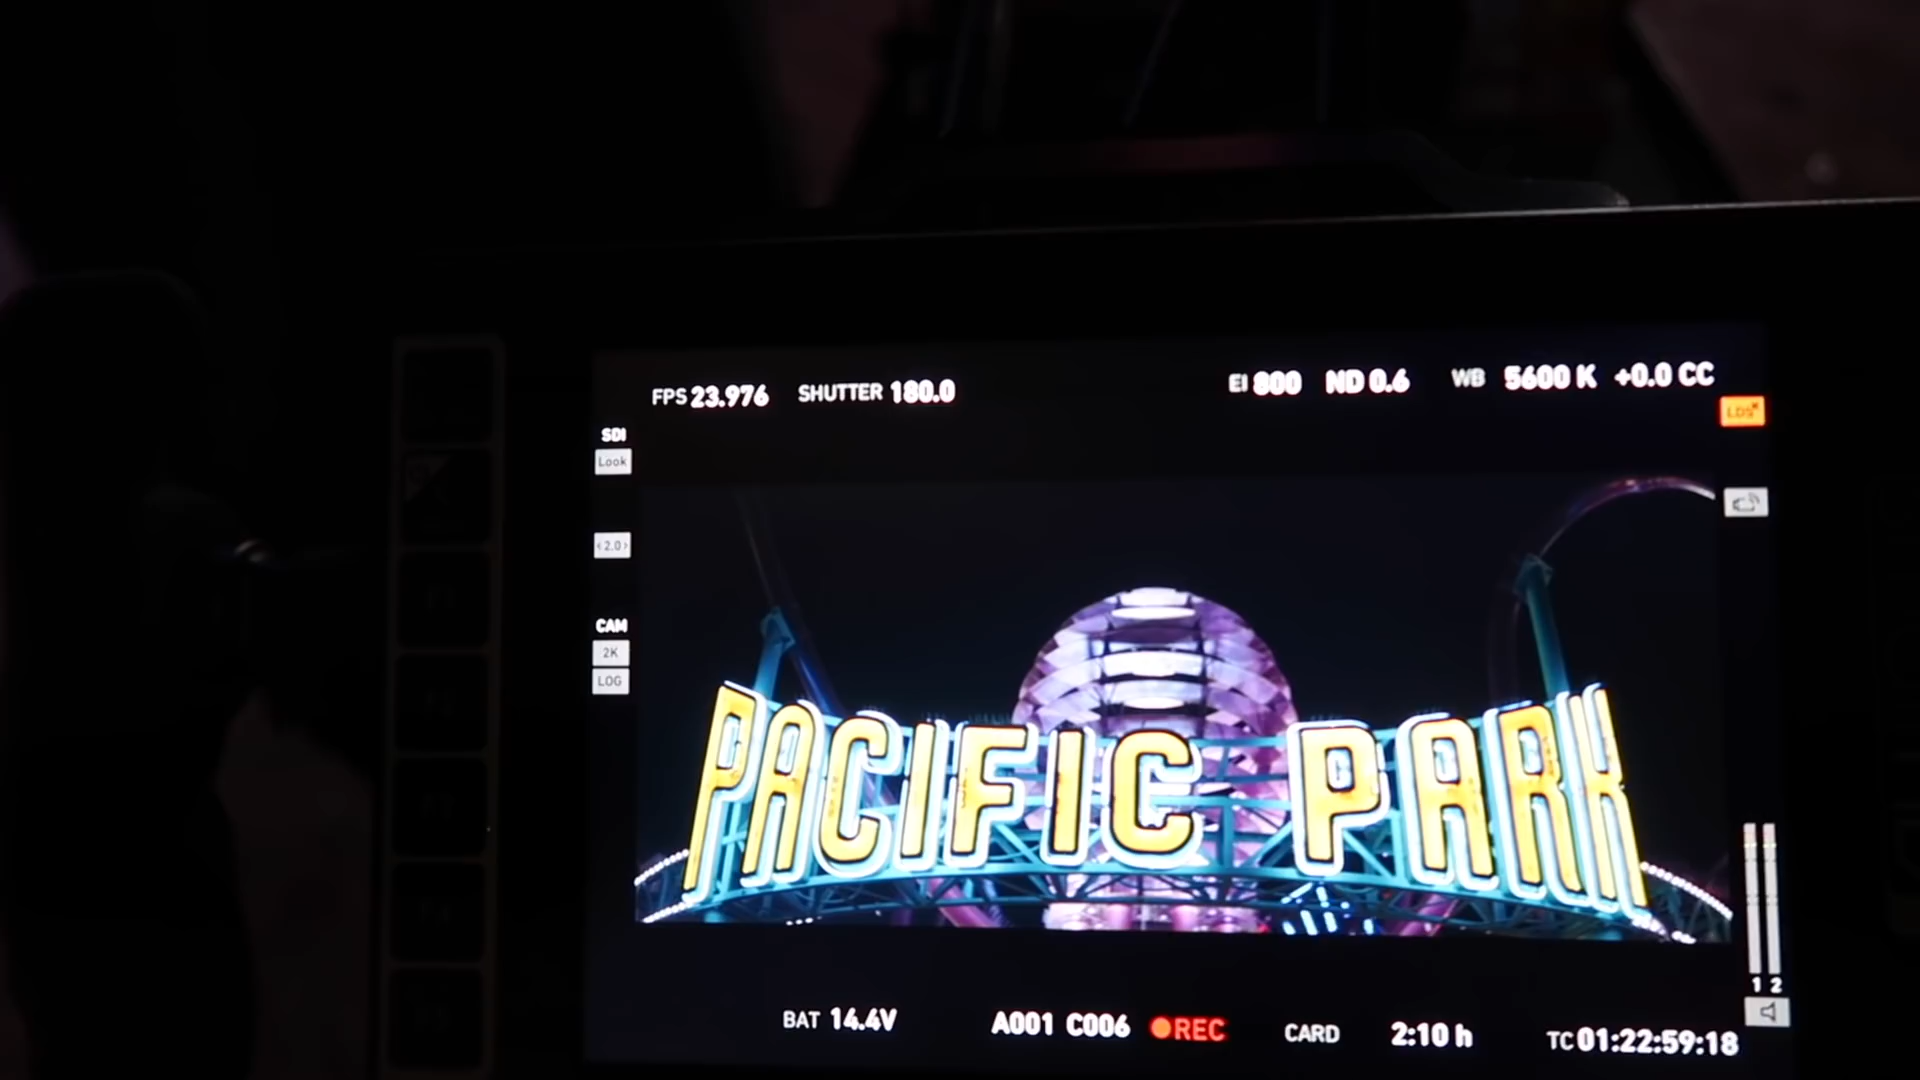 FPS 23.976 SHUTTER 180.0 EI 800 ND 0.6 WB 5600 K +0.0 CC
LDS
SDI
Look
2.0
CAM
2K
LOG
PACIFIC PARK
1 2
BAT 14.4V A001 C006 REC CARD 2:10 h TC 01:22:59:18